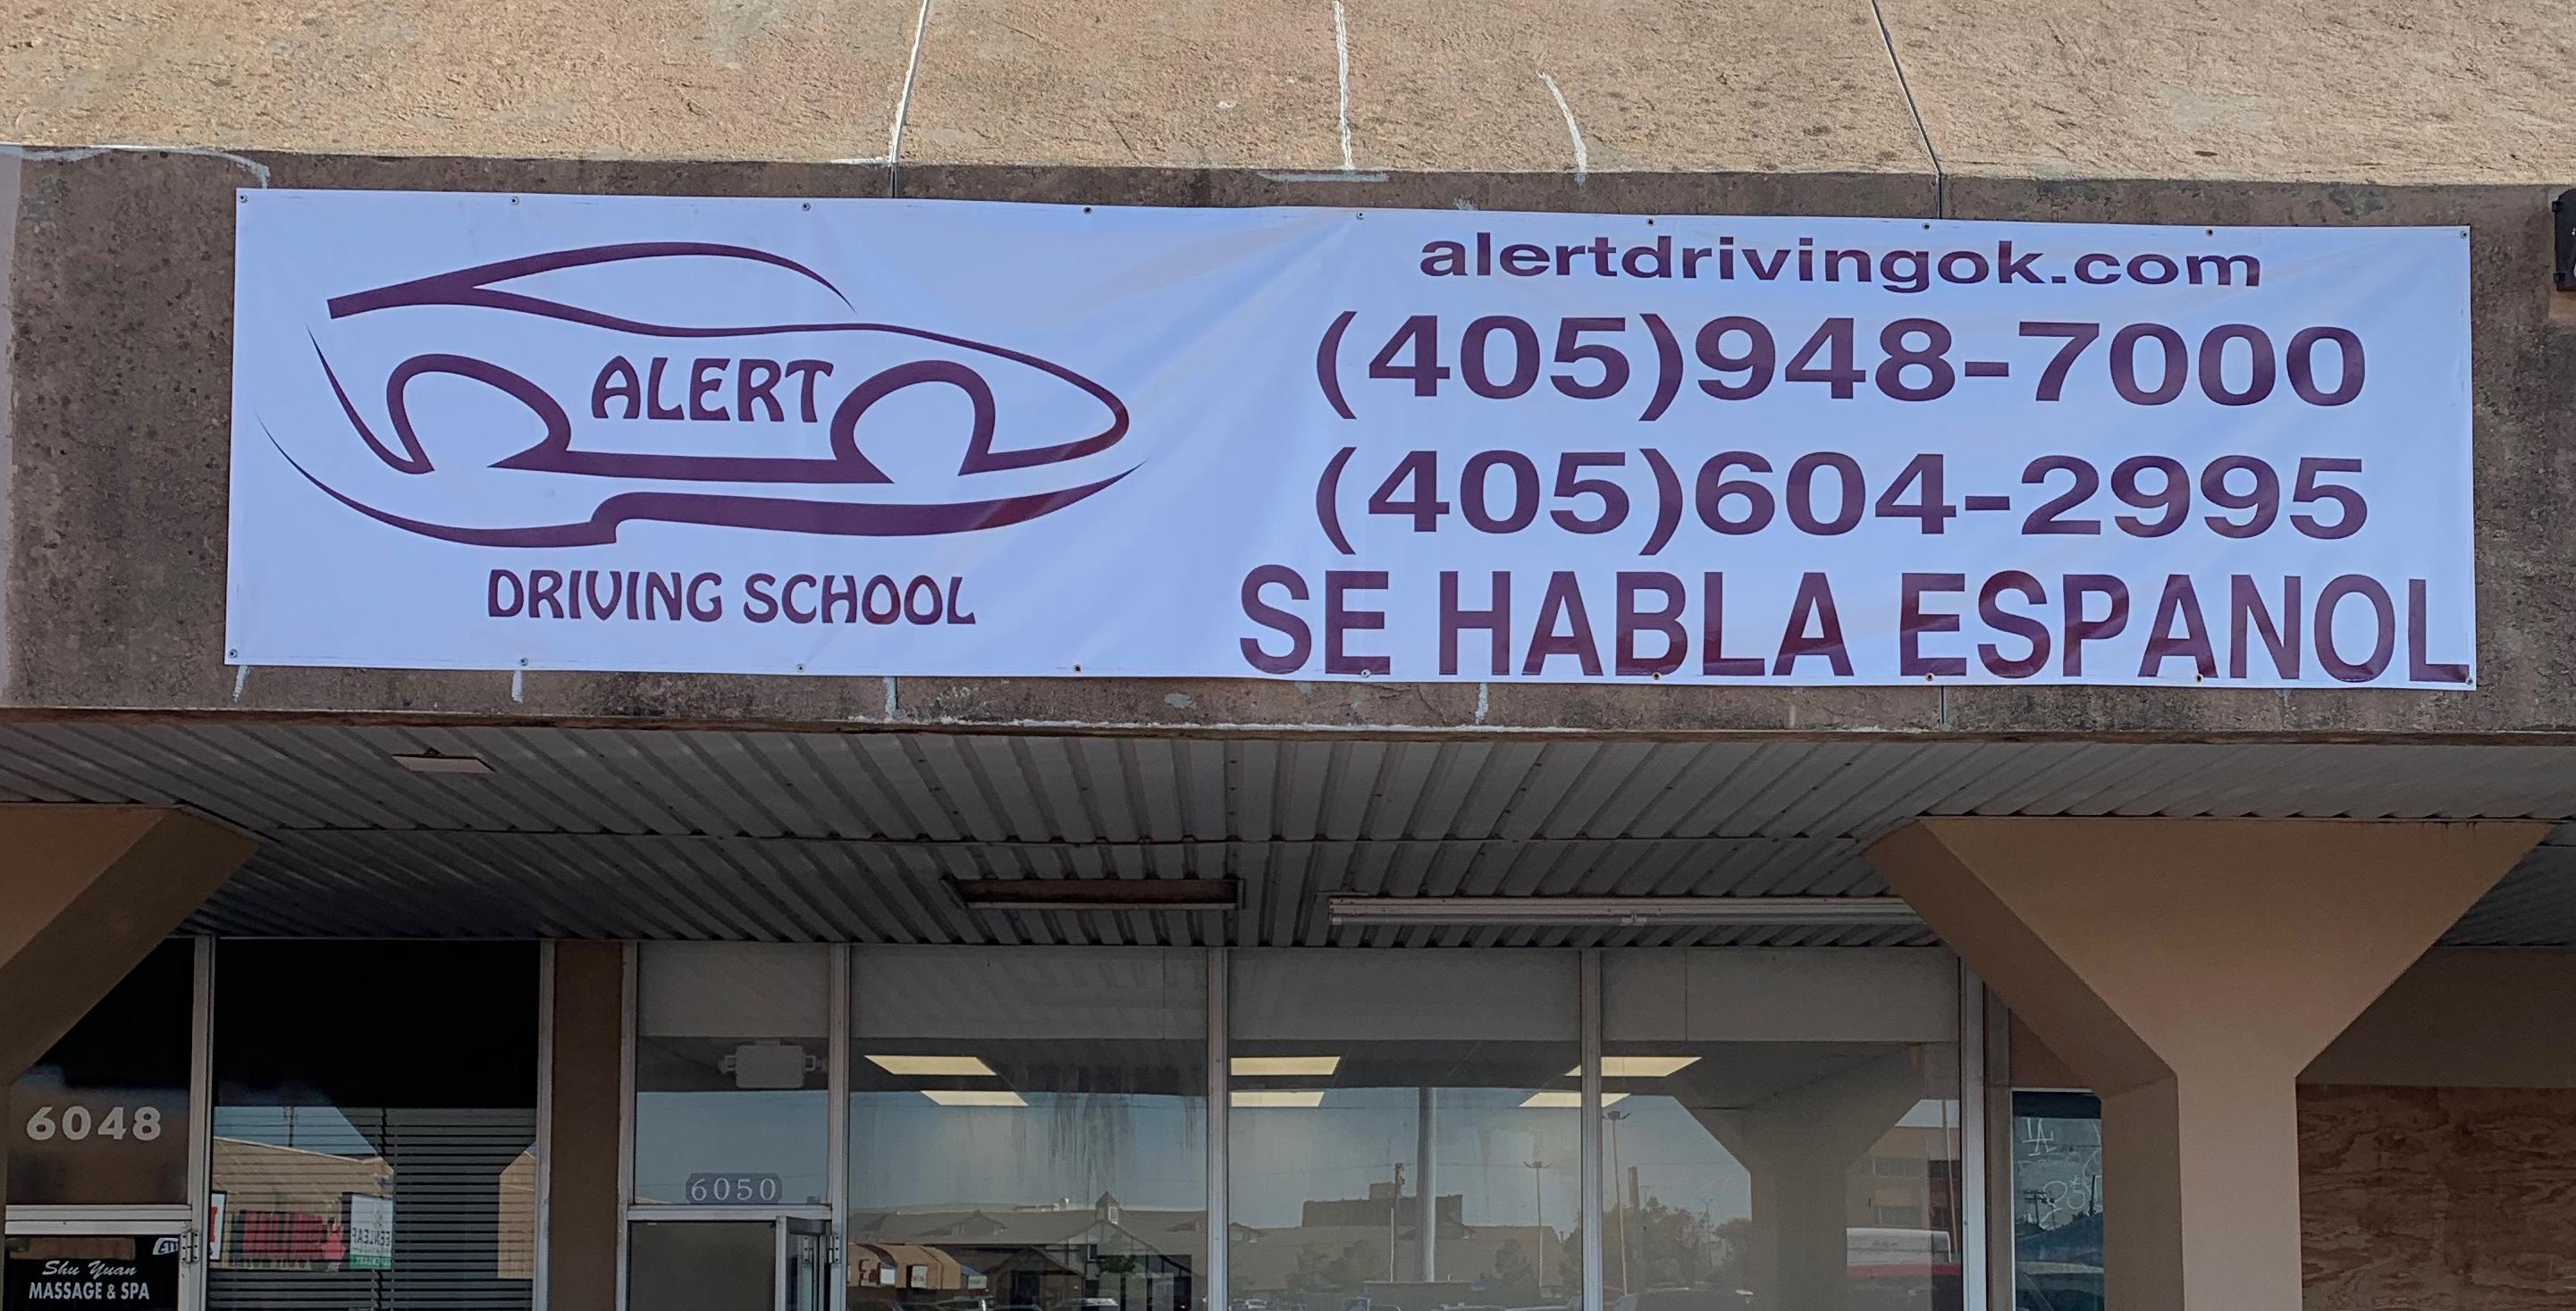 ALERT
DRIVING SCHOOL
alertdrivingok.com
(405)948-7000
(405)604-2995
SE HABLA ESPANOL
6048
6050
Shu Yuan
MASSAGE & SPA